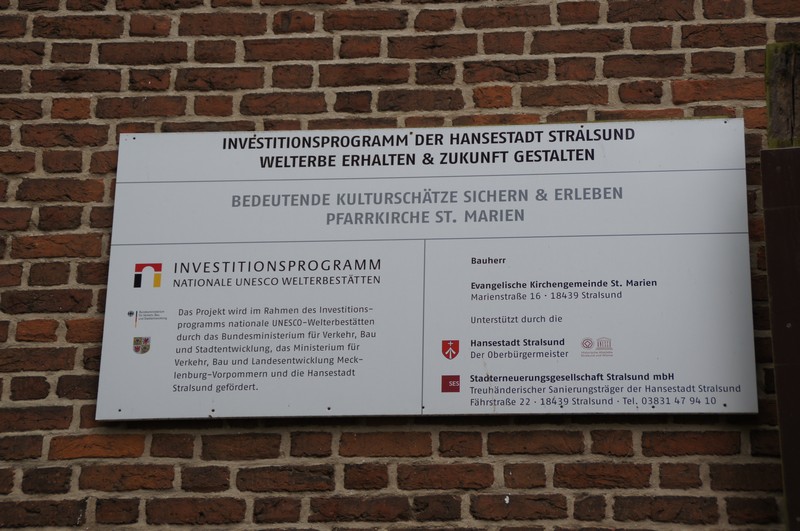 INVESTITIONSPROGRAMM DER HANSESTADT STRALSUND
WELTERBE ERHALTEN & ZUKUNFT GESTALTEN
BEDEUTENDE KULTURSCHÄTZE SICHERN & ERLEBEN
PFARRKIRCHE ST. MARIEN
INVESTITIONSPROGRAMM
NATIONALE UNESCO WELTERBESTÄTTEN
Das Projekt wird im Rahmen des Investitions-
programms nationale UNESCO-Welterbestätten
durch das Bundesministerium für Verkehr, Bau
und Stadtentwicklung, das Ministerium für
Verkehr, Bau und Landesentwicklung Meck-
lenburg-Vorpommern und die Hansestadt
Stralsund gefördert.
Bauherr
Evangelische Kirchengemeinde St. Marien
Marienstraße 16 · 18439 Stralsund
Unterstützt durch die
Hansestadt Stralsund
Der Oberbürgermeister
SES
Stadterneuerungsgesellschaft Stralsund mbH
Treuhänderischer Sanierungsträger der Hansestadt Stralsund
Fährstraße 22 · 18439 Stralsund · Tel. 03831 47 94 10